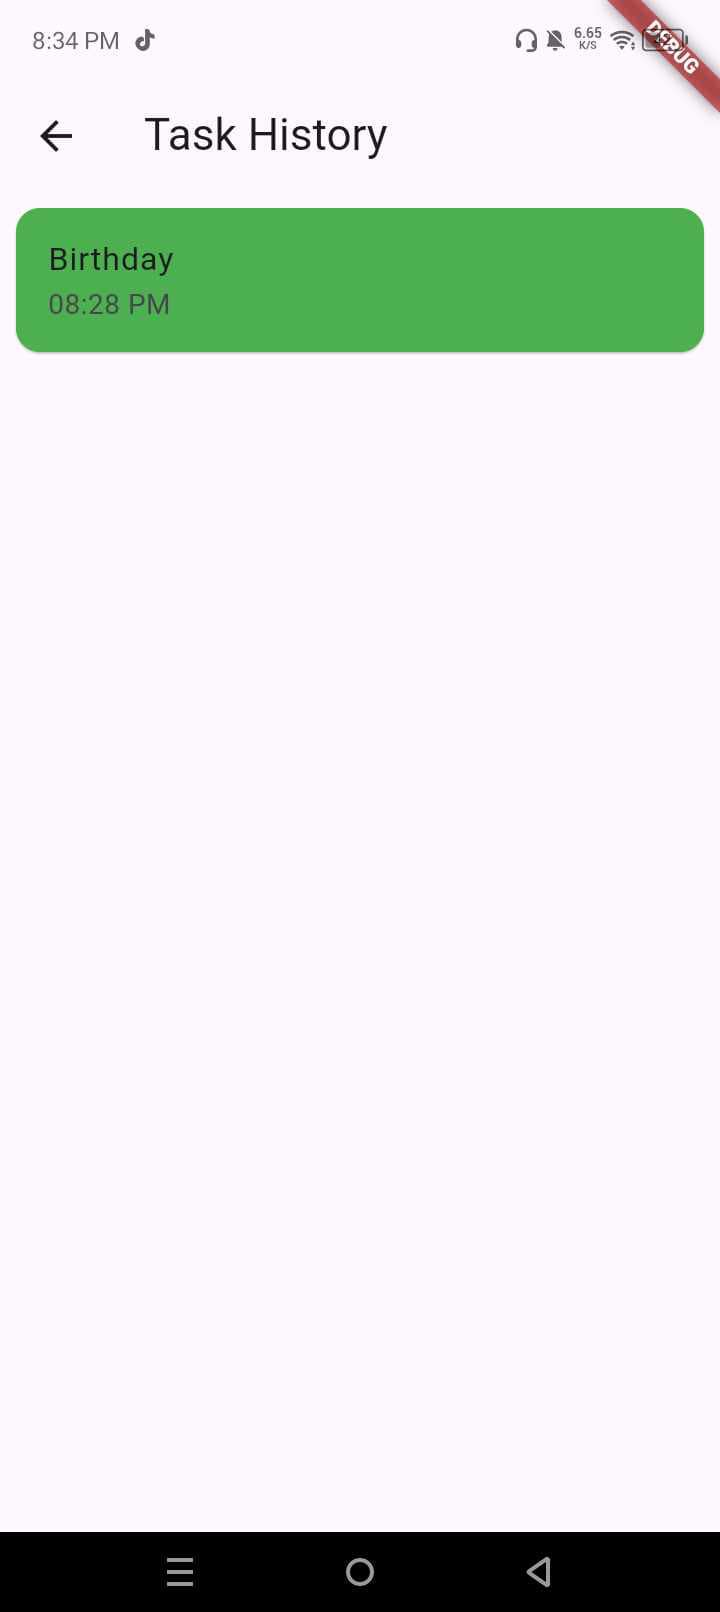 8:34 PM
6.65
K/S
DEBUG
Task History
Birthday
08:28 PM